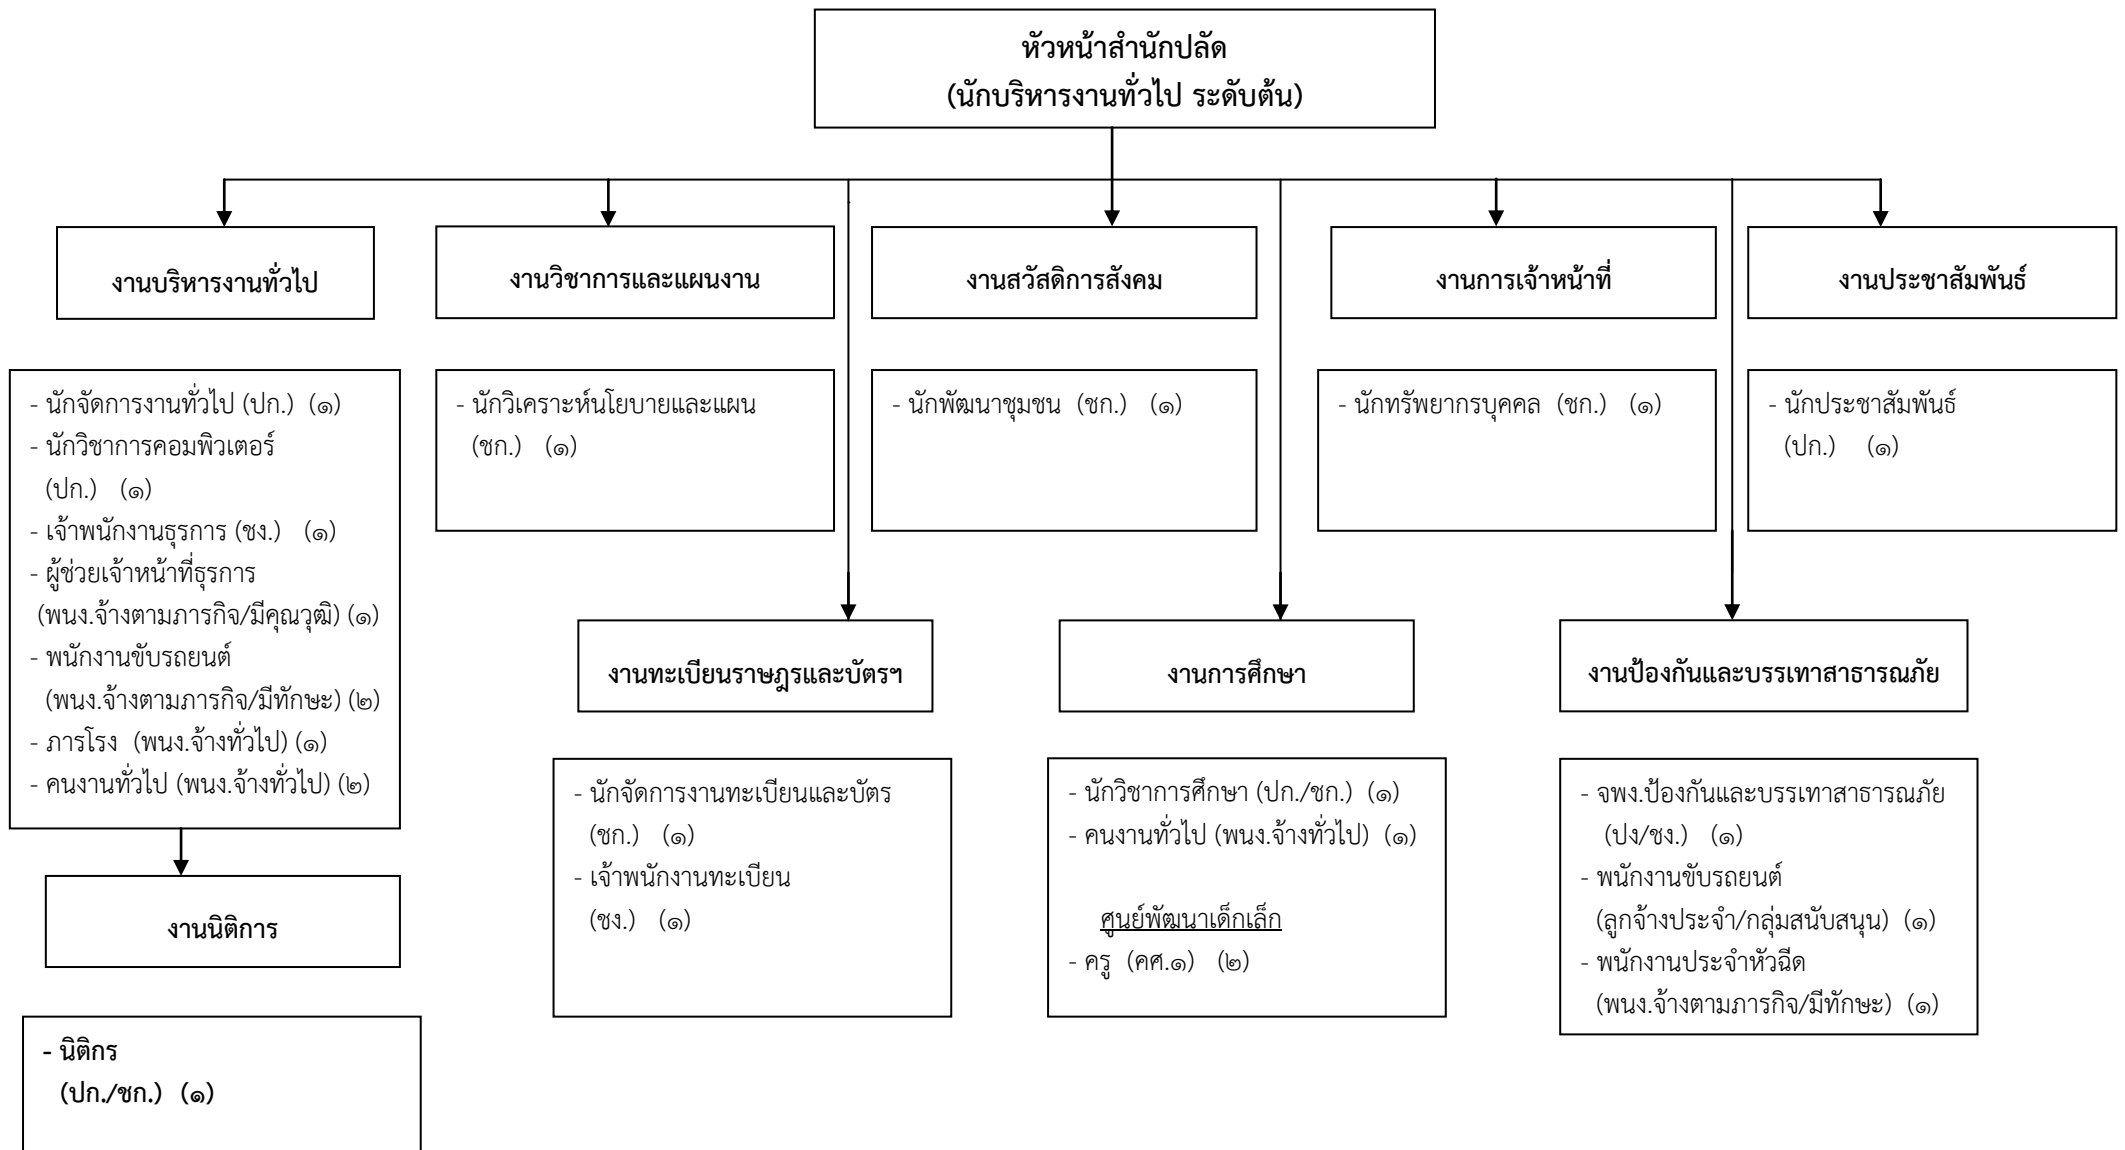 หัวหน้าสำนักปลัด
(นักบริหารงานทั่วไป ระดับต้น)
งานบริหารงานทั่วไป
งานวิชาการและแผนงาน
งานสวัสดิการสังคม
งานการเจ้าหน้าที่
งานประชาสัมพันธ์
- นักจัดการงานทั่วไป (ปก.) (๑)
- นักวิชาการคอมพิวเตอร์
(ปก.) (๑)
- เจ้าพนักงานธุรการ (ชง.) (๑)
- ผู้ช่วยเจ้าหน้าที่ธุรการ
(พนง.จ้างตามภารกิจ/มีคุณวุฒิ) (๑)
- พนักงานขับรถยนต์
(พนง.จ้างตามภารกิจ/มีทักษะ) (๒)
- ภารโรง (พนง.จ้างทั่วไป) (๑)
- คนงานทั่วไป (พนง.จ้างทั่วไป) (๒)
- นักวิเคราะห์นโยบายและแผน
(ชก.) (๑)
- นักพัฒนาชุมชน (ชก.) (๑)
- นักทรัพยากรบุคคล (ชก.) (๑)
- นักประชาสัมพันธ์
(ปก.) (๑)
งานนิติการ
- นิติกร
(ปก./ชก.) (๑)
งานทะเบียนราษฎรและบัตรฯ
- นักจัดการงานทะเบียนและบัตร
(ชก.) (๑)
- เจ้าพนักงานทะเบียน
(ชง.) (๑)
งานการศึกษา
- นักวิชาการศึกษา (ปก./ชก.) (๑)
- คนงานทั่วไป (พนง.จ้างทั่วไป) (๑)
ศูนย์พัฒนาเด็กเล็ก
- ครู (คศ.๑) (๒)
งานป้องกันและบรรเทาสาธารณภัย
- จพง.ป้องกันและบรรเทาสาธารณภัย
(ปง/ชง.) (๑)
- พนักงานขับรถยนต์
(ลูกจ้างประจำ/กลุ่มสนับสนุน) (๑)
- พนักงานประจำหัวฉีด
(พนง.จ้างตามภารกิจ/มีทักษะ) (๑)